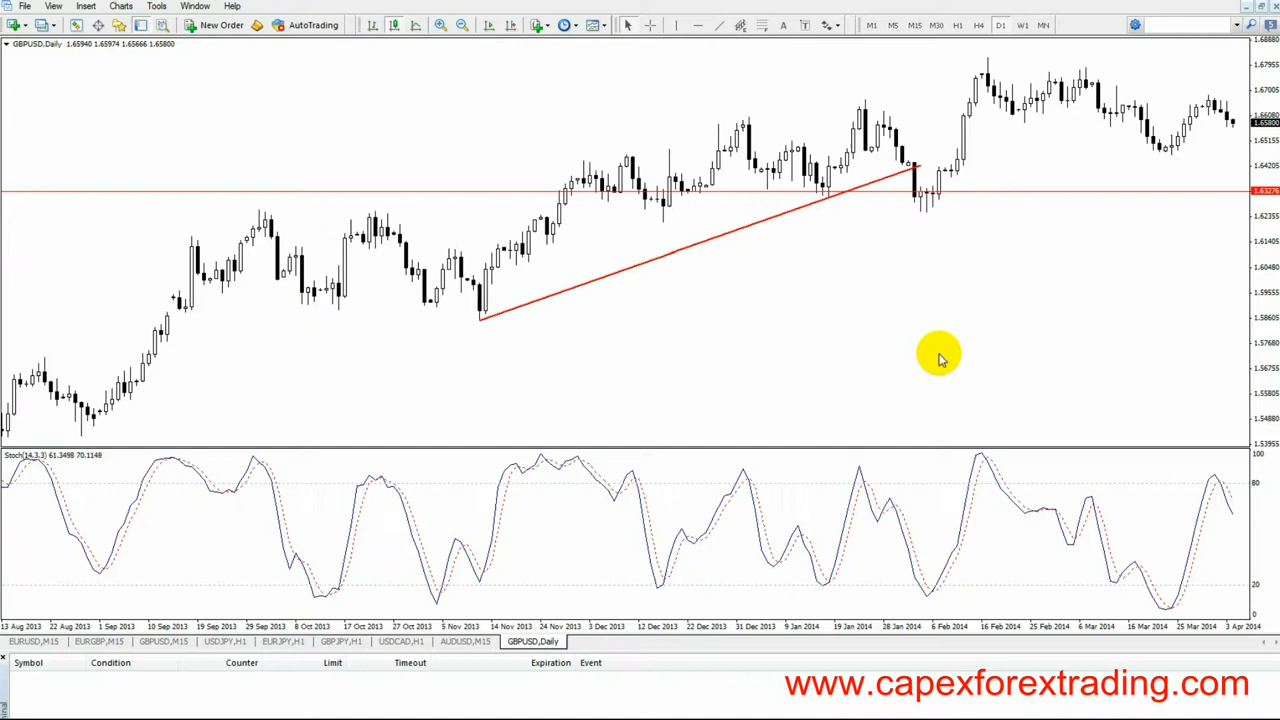 File View Insert Charts Tools Window Help
New Order AutoTrading M1 M5 M15 M30 H1 H4 D1 W1 MN
GBPUSD,Daily 1.65940 1.65974 1.65666 1.65800
1.68880
1.67955
1.67005
1.66080
1.65800
1.65155
1.64205
1.63276
1.62355
1.61405
1.60480
1.59555
1.58605
1.57680
1.56755
1.55805
1.54880
1.53955
Stoch(14,3,3) 61.3498 70.1148
100
80
20
0
13 Aug 2013 22 Aug 2013 1 Sep 2013 10 Sep 2013 19 Sep 2013 29 Sep 2013 8 Oct 2013 17 Oct 2013 27 Oct 2013 5 Nov 2013 14 Nov 2013 24 Nov 2013 3 Dec 2013 12 Dec 2013 22 Dec 2013 31 Dec 2013 9 Jan 2014 19 Jan 2014 28 Jan 2014 6 Feb 2014 16 Feb 2014 25 Feb 2014 6 Mar 2014 16 Mar 2014 25 Mar 2014 3 Apr 2014
EURUSD,M15 EURGBP,M15 GBPUSD,M15 USDJPY,H1 EURJPY,H1 GBPJPY,H1 USDCAD,H1 AUDUSD,M15 GBPUSD,Daily
Symbol Condition Counter Limit Timeout Expiration Event
www.capexforextrading.com